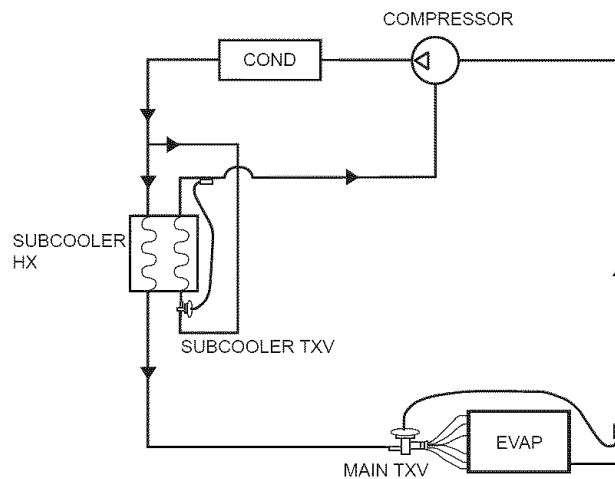 COMPRESSOR
COND
SUBCOOLER
HX
SUBCOOLER TXV
EVAP
MAIN TXV